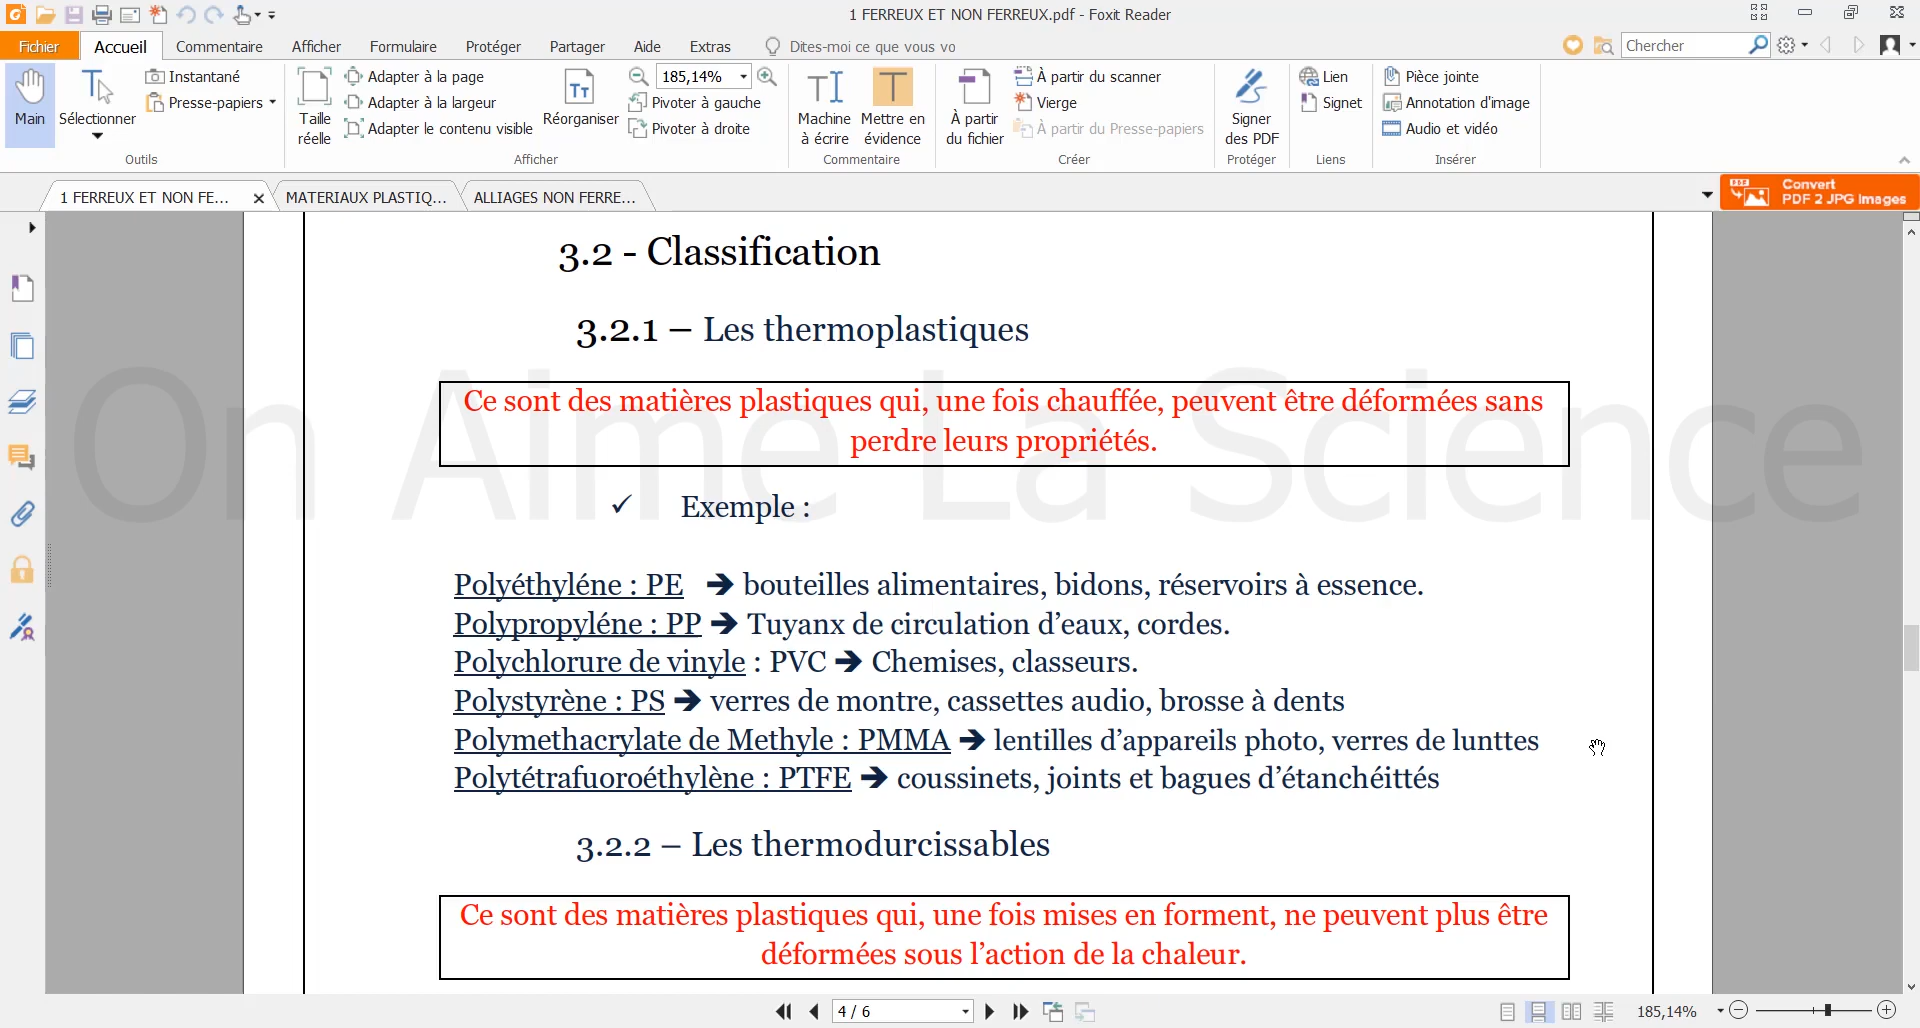 1 FERREUX ET NON FERREUX.pdf - Foxit Reader
Fichier Accueil Commentaire Afficher Formulaire Protéger Partager Aide Extras Dites-moi ce que vous vo Chercher
Main Sélectionner Instantané Presse-papiers
Outils
Taille réelle Adapter à la page Adapter à la largeur Adapter le contenu visible Réorganiser 185,14% Pivoter à gauche Pivoter à droite
Afficher
Machine à écrire Mettre en évidence
Commentaire
À partir du fichier À partir du scanner Vierge À partir du Presse-papiers
Créer
Signer des PDF
Protéger
Lien Signet
Liens
Pièce jointe Annotation d'image Audio et vidéo
Insérer
1 FERREUX ET NON FE... MATERIAUX PLASTIQ... ALLIAGES NON FERRE...
PDF Convert
PDF 2 JPG Images
3.2 - Classification
3.2.1 – Les thermoplastiques
Ce sont des matières plastiques qui, une fois chauffée, peuvent être déformées sans
perdre leurs propriétés.
On Aime La Science
✓ Exemple :
Polyéthyléne : PE ➔ bouteilles alimentaires, bidons, réservoirs à essence.
Polypropyléne : PP ➔ Tuyanx de circulation d’eaux, cordes.
Polychlorure de vinyle : PVC ➔ Chemises, classeurs.
Polystyrène : PS ➔ verres de montre, cassettes audio, brosse à dents
Polymethacrylate de Methyle : PMMA ➔ lentilles d’appareils photo, verres de lunttes
Polytétrafuoroéthylène : PTFE ➔ coussinets, joints et bagues d’étanchéittés
3.2.2 – Les thermodurcissables
Ce sont des matières plastiques qui, une fois mises en forment, ne peuvent plus être
déformées sous l’action de la chaleur.
4 / 6 185,14%